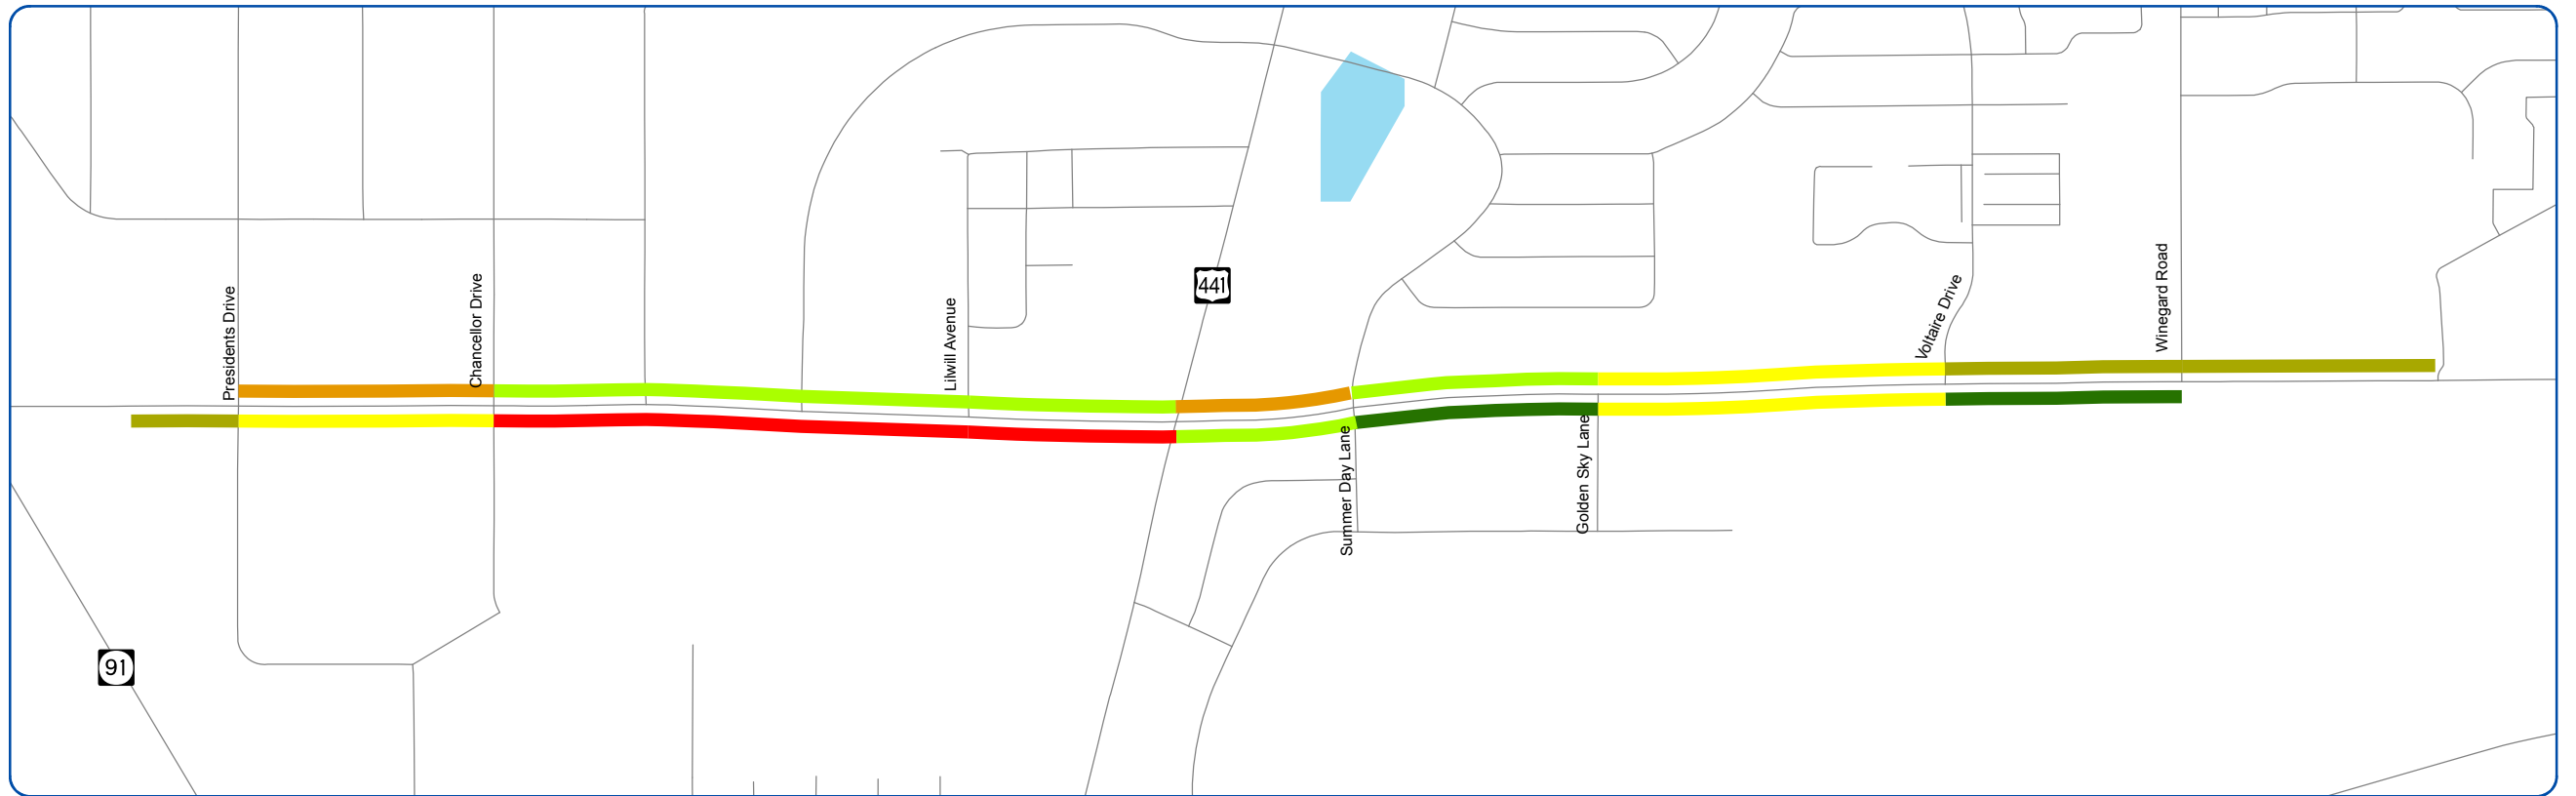 Presidents Drive
Chancellor Drive
Lilwill Avenue
441
Summer Day Lane
Golden Sky Lane
Voltaire Drive
Winegard Road
91